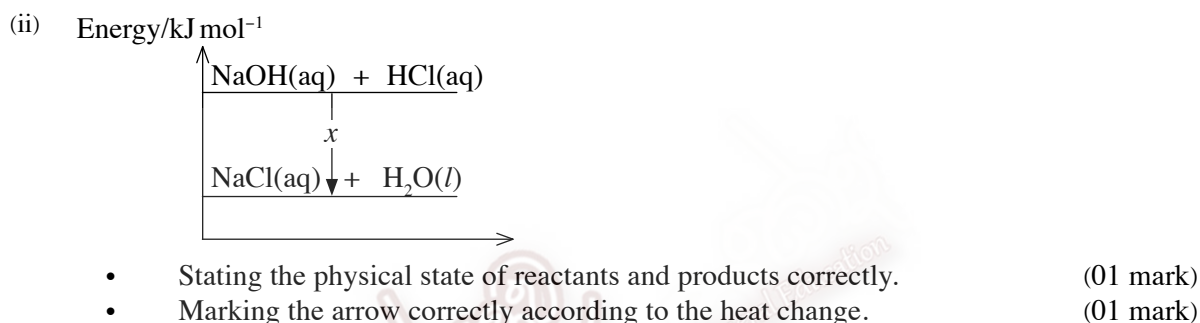 (ii) Energy/kJ mol⁻¹
NaOH(aq) + HCl(aq)
x
NaCl(aq) + H₂O(l)
• Stating the physical state of reactants and products correctly. (01 mark)
• Marking the arrow correctly according to the heat change. (01 mark)